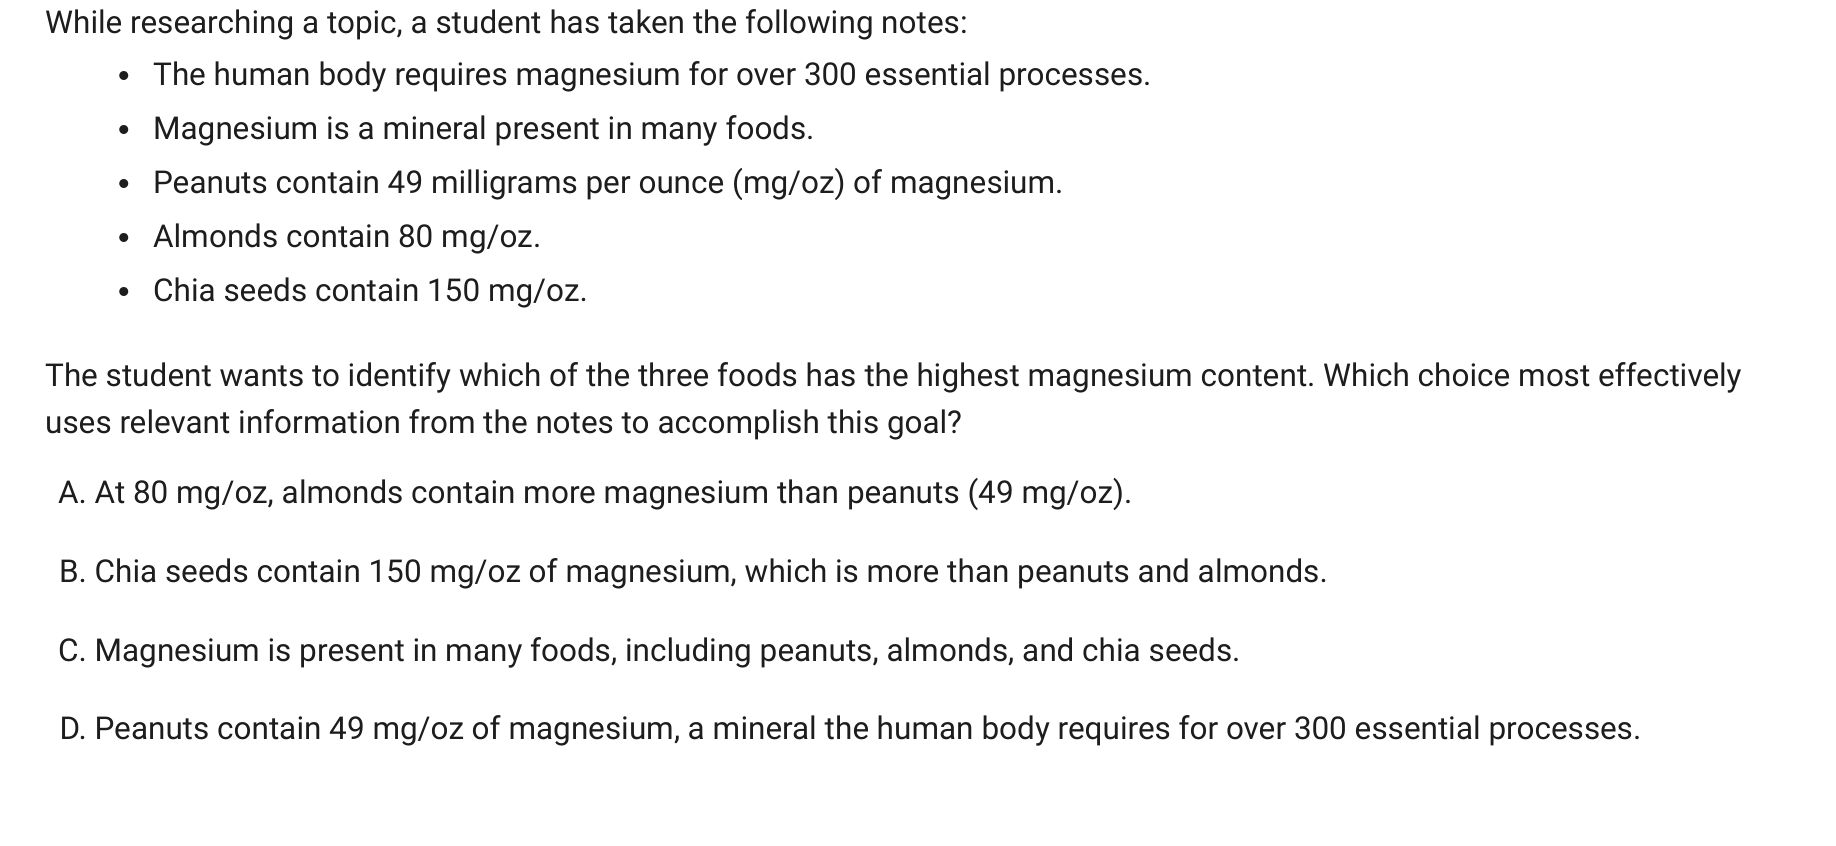 While researching a topic, a student has taken the following notes:
• The human body requires magnesium for over 300 essential processes.
• Magnesium is a mineral present in many foods.
• Peanuts contain 49 milligrams per ounce (mg/oz) of magnesium.
• Almonds contain 80 mg/oz.
• Chia seeds contain 150 mg/oz.
The student wants to identify which of the three foods has the highest magnesium content. Which choice most effectively
uses relevant information from the notes to accomplish this goal?
A. At 80 mg/oz, almonds contain more magnesium than peanuts (49 mg/oz).
B. Chia seeds contain 150 mg/oz of magnesium, which is more than peanuts and almonds.
C. Magnesium is present in many foods, including peanuts, almonds, and chia seeds.
D. Peanuts contain 49 mg/oz of magnesium, a mineral the human body requires for over 300 essential processes.